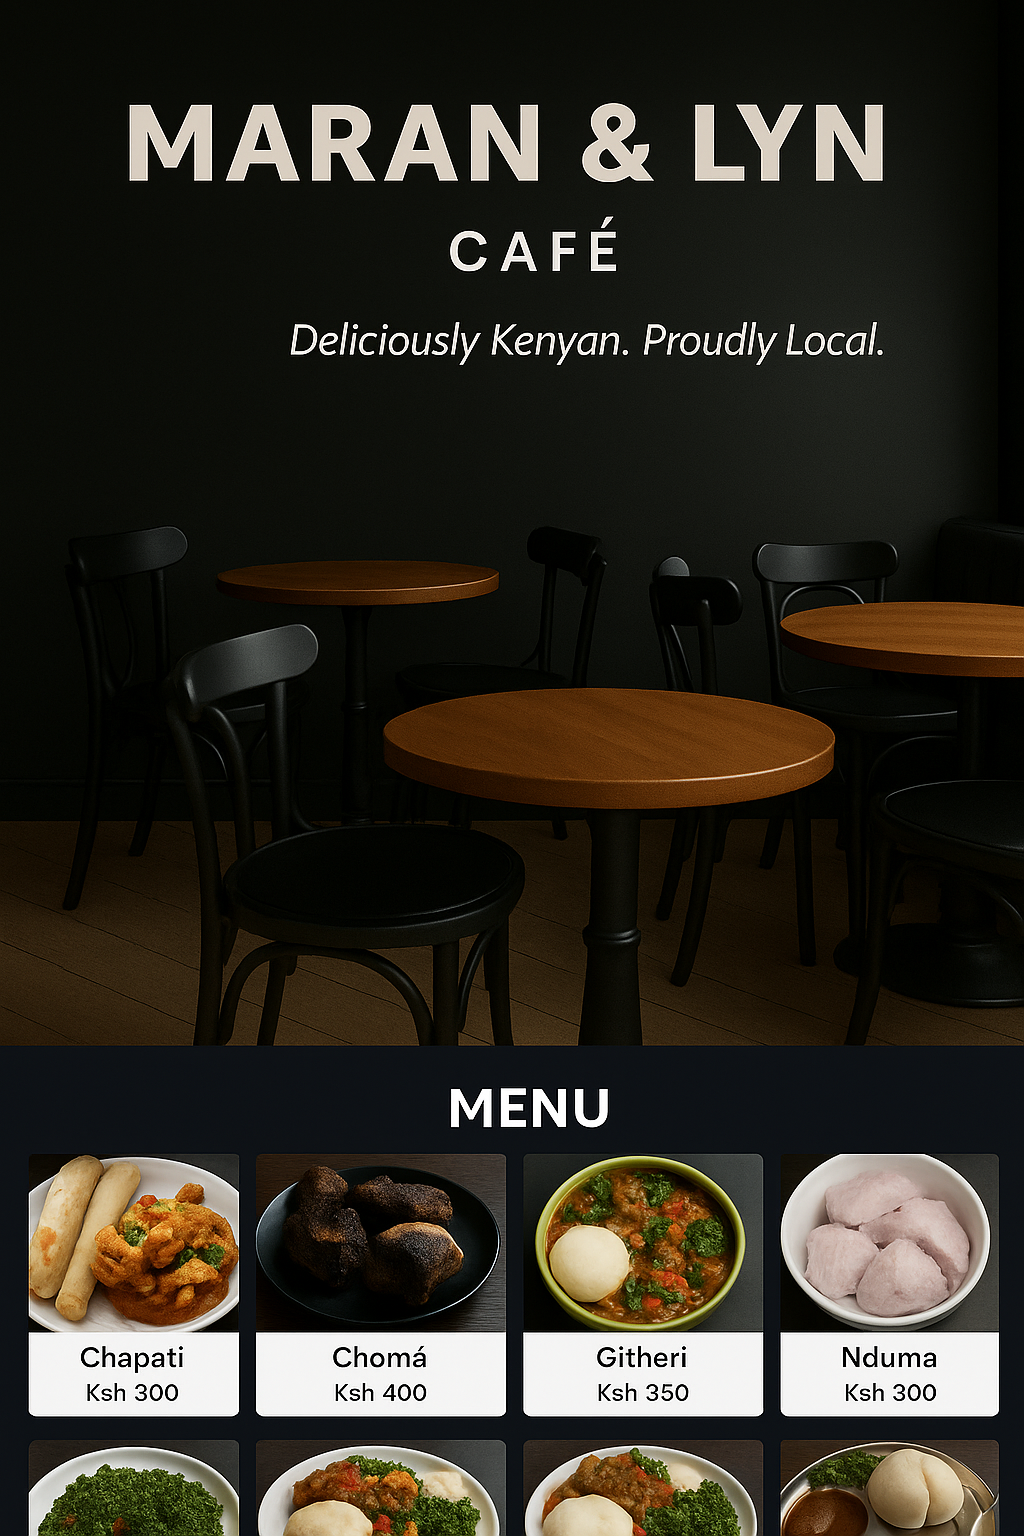 MARAN & LYN
CAFÉ
Deliciously Kenyan. Proudly Local.
MENU
Chapati
Ksh 300
Chomá
Ksh 400
Githeri
Ksh 350
Nduma
Ksh 300